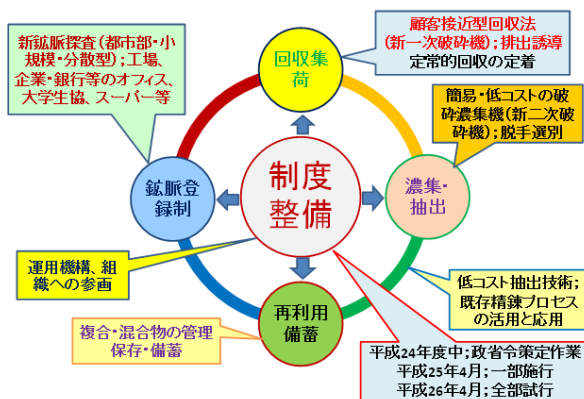 新鉱脈探査(都市部・小
規模・分散型);工場、
企業・銀行等のオフィス、
大学生協、スーパー等
回収集
荷
顧客接近型回収法
(新一次破砕機);排出誘導
定常的回収の定着
簡易・低コストの破
砕濃集機(新二次破
砕機);脱手選別
鉱脈登
録制
制度
整備
濃集・
抽出
運用機構、組
織への参画
低コスト抽出技術;
既存精錬プロセス
の活用と応用
再利用
備蓄
複合・混合物の管理
保存・備蓄
平成24年度中;政省令策定作業
平成25年4月;一部施行
平成26年4月;全部試行